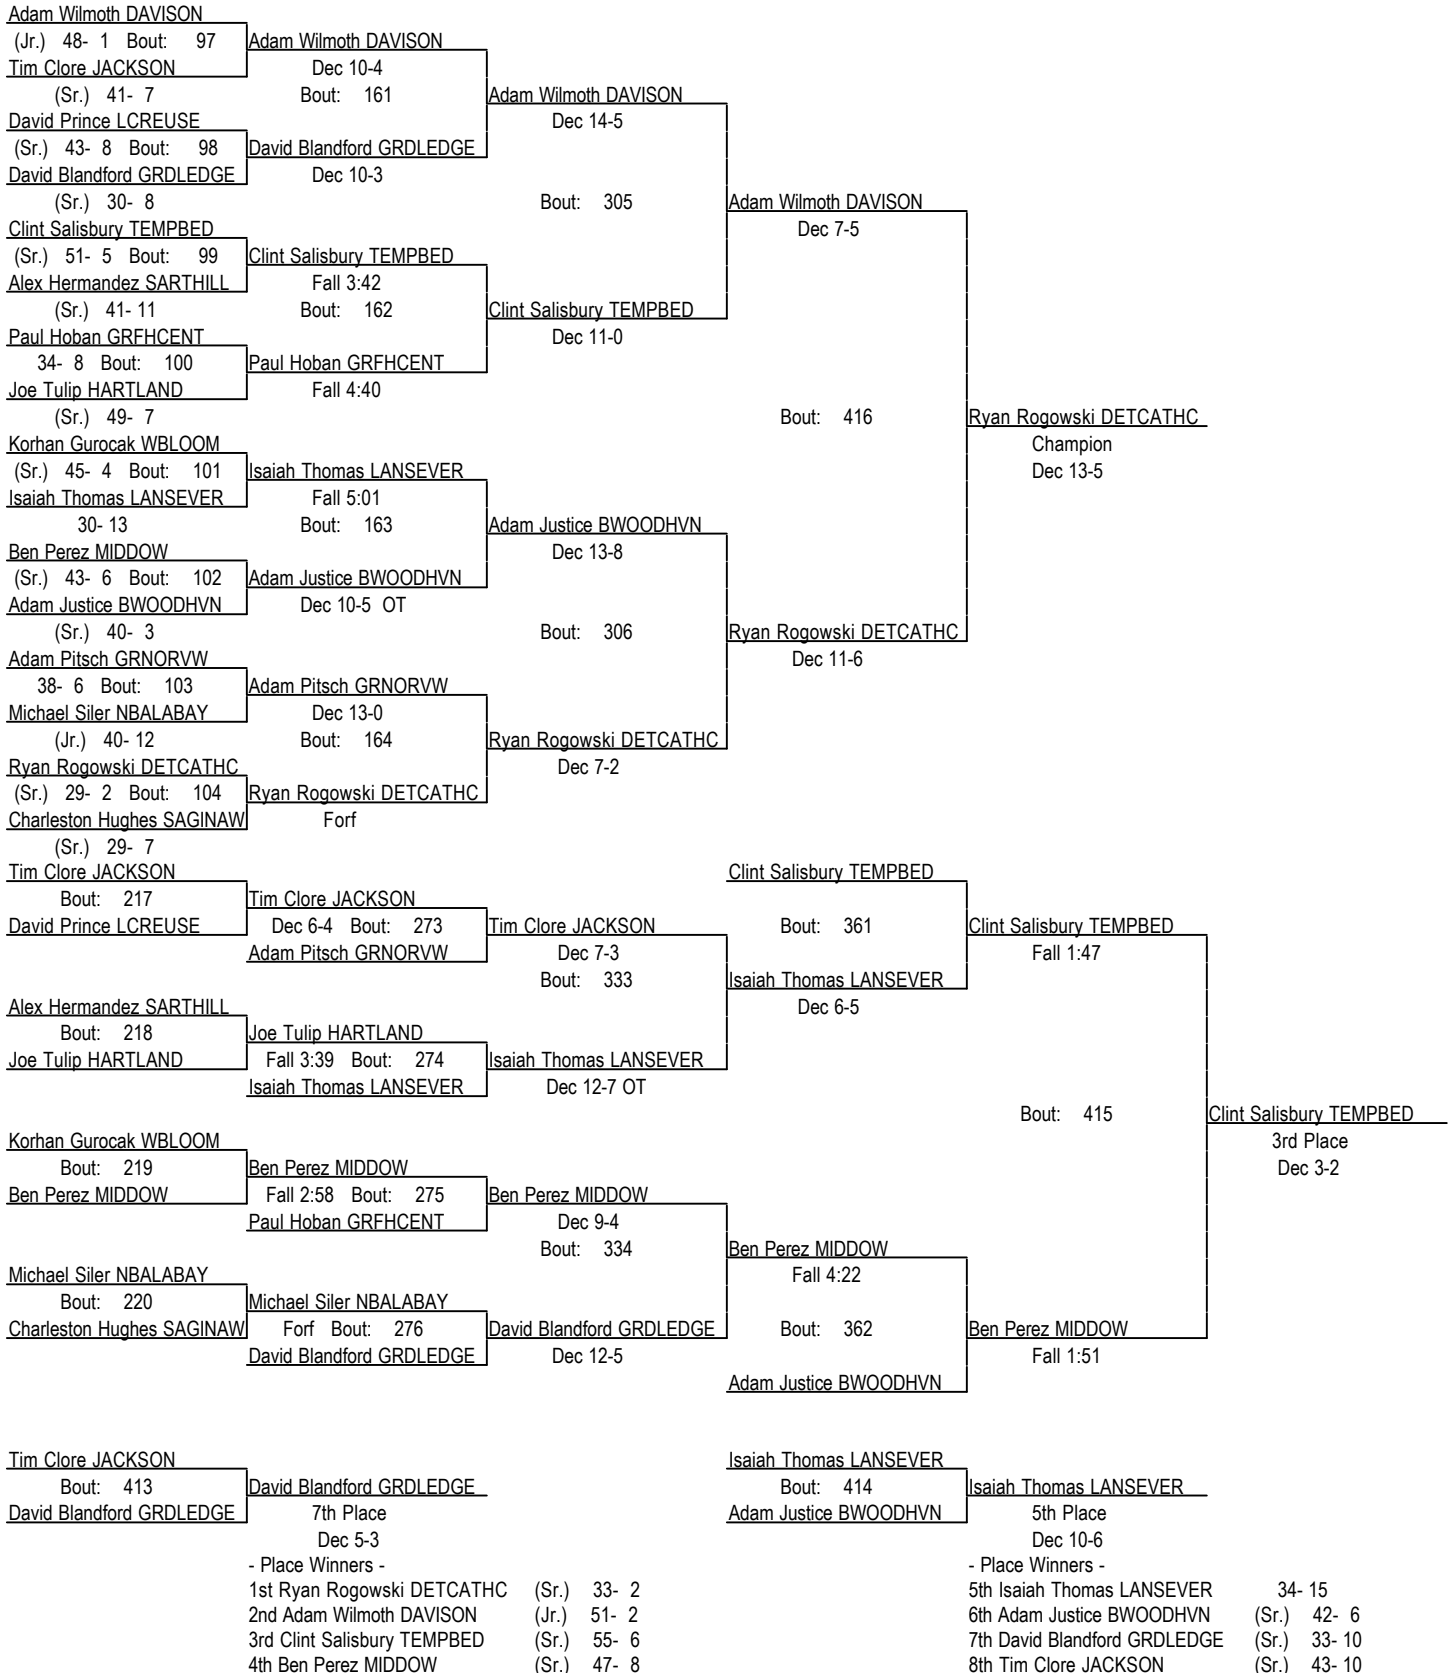 Adam Wilmoth DAVISON
(Jr.) 48- 1 Bout: 97 Adam Wilmoth DAVISON
Tim Clore JACKSON Dec 10-4
(Sr.) 41- 7 Bout: 161 Adam Wilmoth DAVISON
David Prince LCREUSE Dec 14-5
(Sr.) 43- 8 Bout: 98 David Blandford GRDLEDGE
David Blandford GRDLEDGE Dec 10-3
(Sr.) 30- 8 Bout: 305 Adam Wilmoth DAVISON
Clint Salisbury TEMPBED Dec 7-5
(Sr.) 51- 5 Bout: 99 Clint Salisbury TEMPBED
Alex Hermandez SARTHILL Fall 3:42
(Sr.) 41- 11 Bout: 162 Clint Salisbury TEMPBED
Paul Hoban GRFHCENT Dec 11-0
34- 8 Bout: 100 Paul Hoban GRFHCENT
Joe Tulip HARTLAND Fall 4:40
(Sr.) 49- 7 Bout: 416 Ryan Rogowski DETCATHC
Korhan Gurocak WBLOOM Champion
(Sr.) 45- 4 Bout: 101 Isaiah Thomas LANSEVER Dec 13-5
Isaiah Thomas LANSEVER Fall 5:01
30- 13 Bout: 163 Adam Justice BWOODHVN
Ben Perez MIDDOW Dec 13-8
(Sr.) 43- 6 Bout: 102 Adam Justice BWOODHVN
Adam Justice BWOODHVN Dec 10-5 OT
(Sr.) 40- 3 Bout: 306 Ryan Rogowski DETCATHC
Adam Pitsch GRNORVW Dec 11-6
38- 6 Bout: 103 Adam Pitsch GRNORVW
Michael Siler NBALABAY Dec 13-0
(Jr.) 40- 12 Bout: 164 Ryan Rogowski DETCATHC
Ryan Rogowski DETCATHC Dec 7-2
(Sr.) 29- 2 Bout: 104 Ryan Rogowski DETCATHC
Charleston Hughes SAGINAW Forf
(Sr.) 29- 7
Tim Clore JACKSON Clint Salisbury TEMPBED
Bout: 217 Tim Clore JACKSON
David Prince LCREUSE Dec 6-4 Bout: 273 Tim Clore JACKSON Bout: 361 Clint Salisbury TEMPBED
Adam Pitsch GRNORVW Dec 7-3 Fall 1:47
Bout: 333 Isaiah Thomas LANSEVER
Alex Hermandez SARTHILL Dec 6-5
Bout: 218 Joe Tulip HARTLAND
Joe Tulip HARTLAND Fall 3:39 Bout: 274 Isaiah Thomas LANSEVER
Isaiah Thomas LANSEVER Dec 12-7 OT
Bout: 415 Clint Salisbury TEMPBED
Korhan Gurocak WBLOOM 3rd Place
Bout: 219 Ben Perez MIDDOW Dec 3-2
Ben Perez MIDDOW Fall 2:58 Bout: 275 Ben Perez MIDDOW
Paul Hoban GRFHCENT Dec 9-4
Bout: 334 Ben Perez MIDDOW
Michael Siler NBALABAY Fall 4:22
Bout: 220 Michael Siler NBALABAY
Charleston Hughes SAGINAW Forf Bout: 276 David Blandford GRDLEDGE Bout: 362 Ben Perez MIDDOW
David Blandford GRDLEDGE Dec 12-5 Fall 1:51
Adam Justice BWOODHVN
Tim Clore JACKSON Isaiah Thomas LANSEVER
Bout: 413 David Blandford GRDLEDGE Bout: 414 Isaiah Thomas LANSEVER
David Blandford GRDLEDGE 7th Place Adam Justice BWOODHVN 5th Place
Dec 5-3 Dec 10-6
- Place Winners - - Place Winners -
1st Ryan Rogowski DETCATHC (Sr.) 33- 2 5th Isaiah Thomas LANSEVER 34- 15
2nd Adam Wilmoth DAVISON (Jr.) 51- 2 6th Adam Justice BWOODHVN (Sr.) 42- 6
3rd Clint Salisbury TEMPBED (Sr.) 55- 6 7th David Blandford GRDLEDGE (Sr.) 33- 10
4th Ben Perez MIDDOW (Sr.) 47- 8 8th Tim Clore JACKSON (Sr.) 43- 10